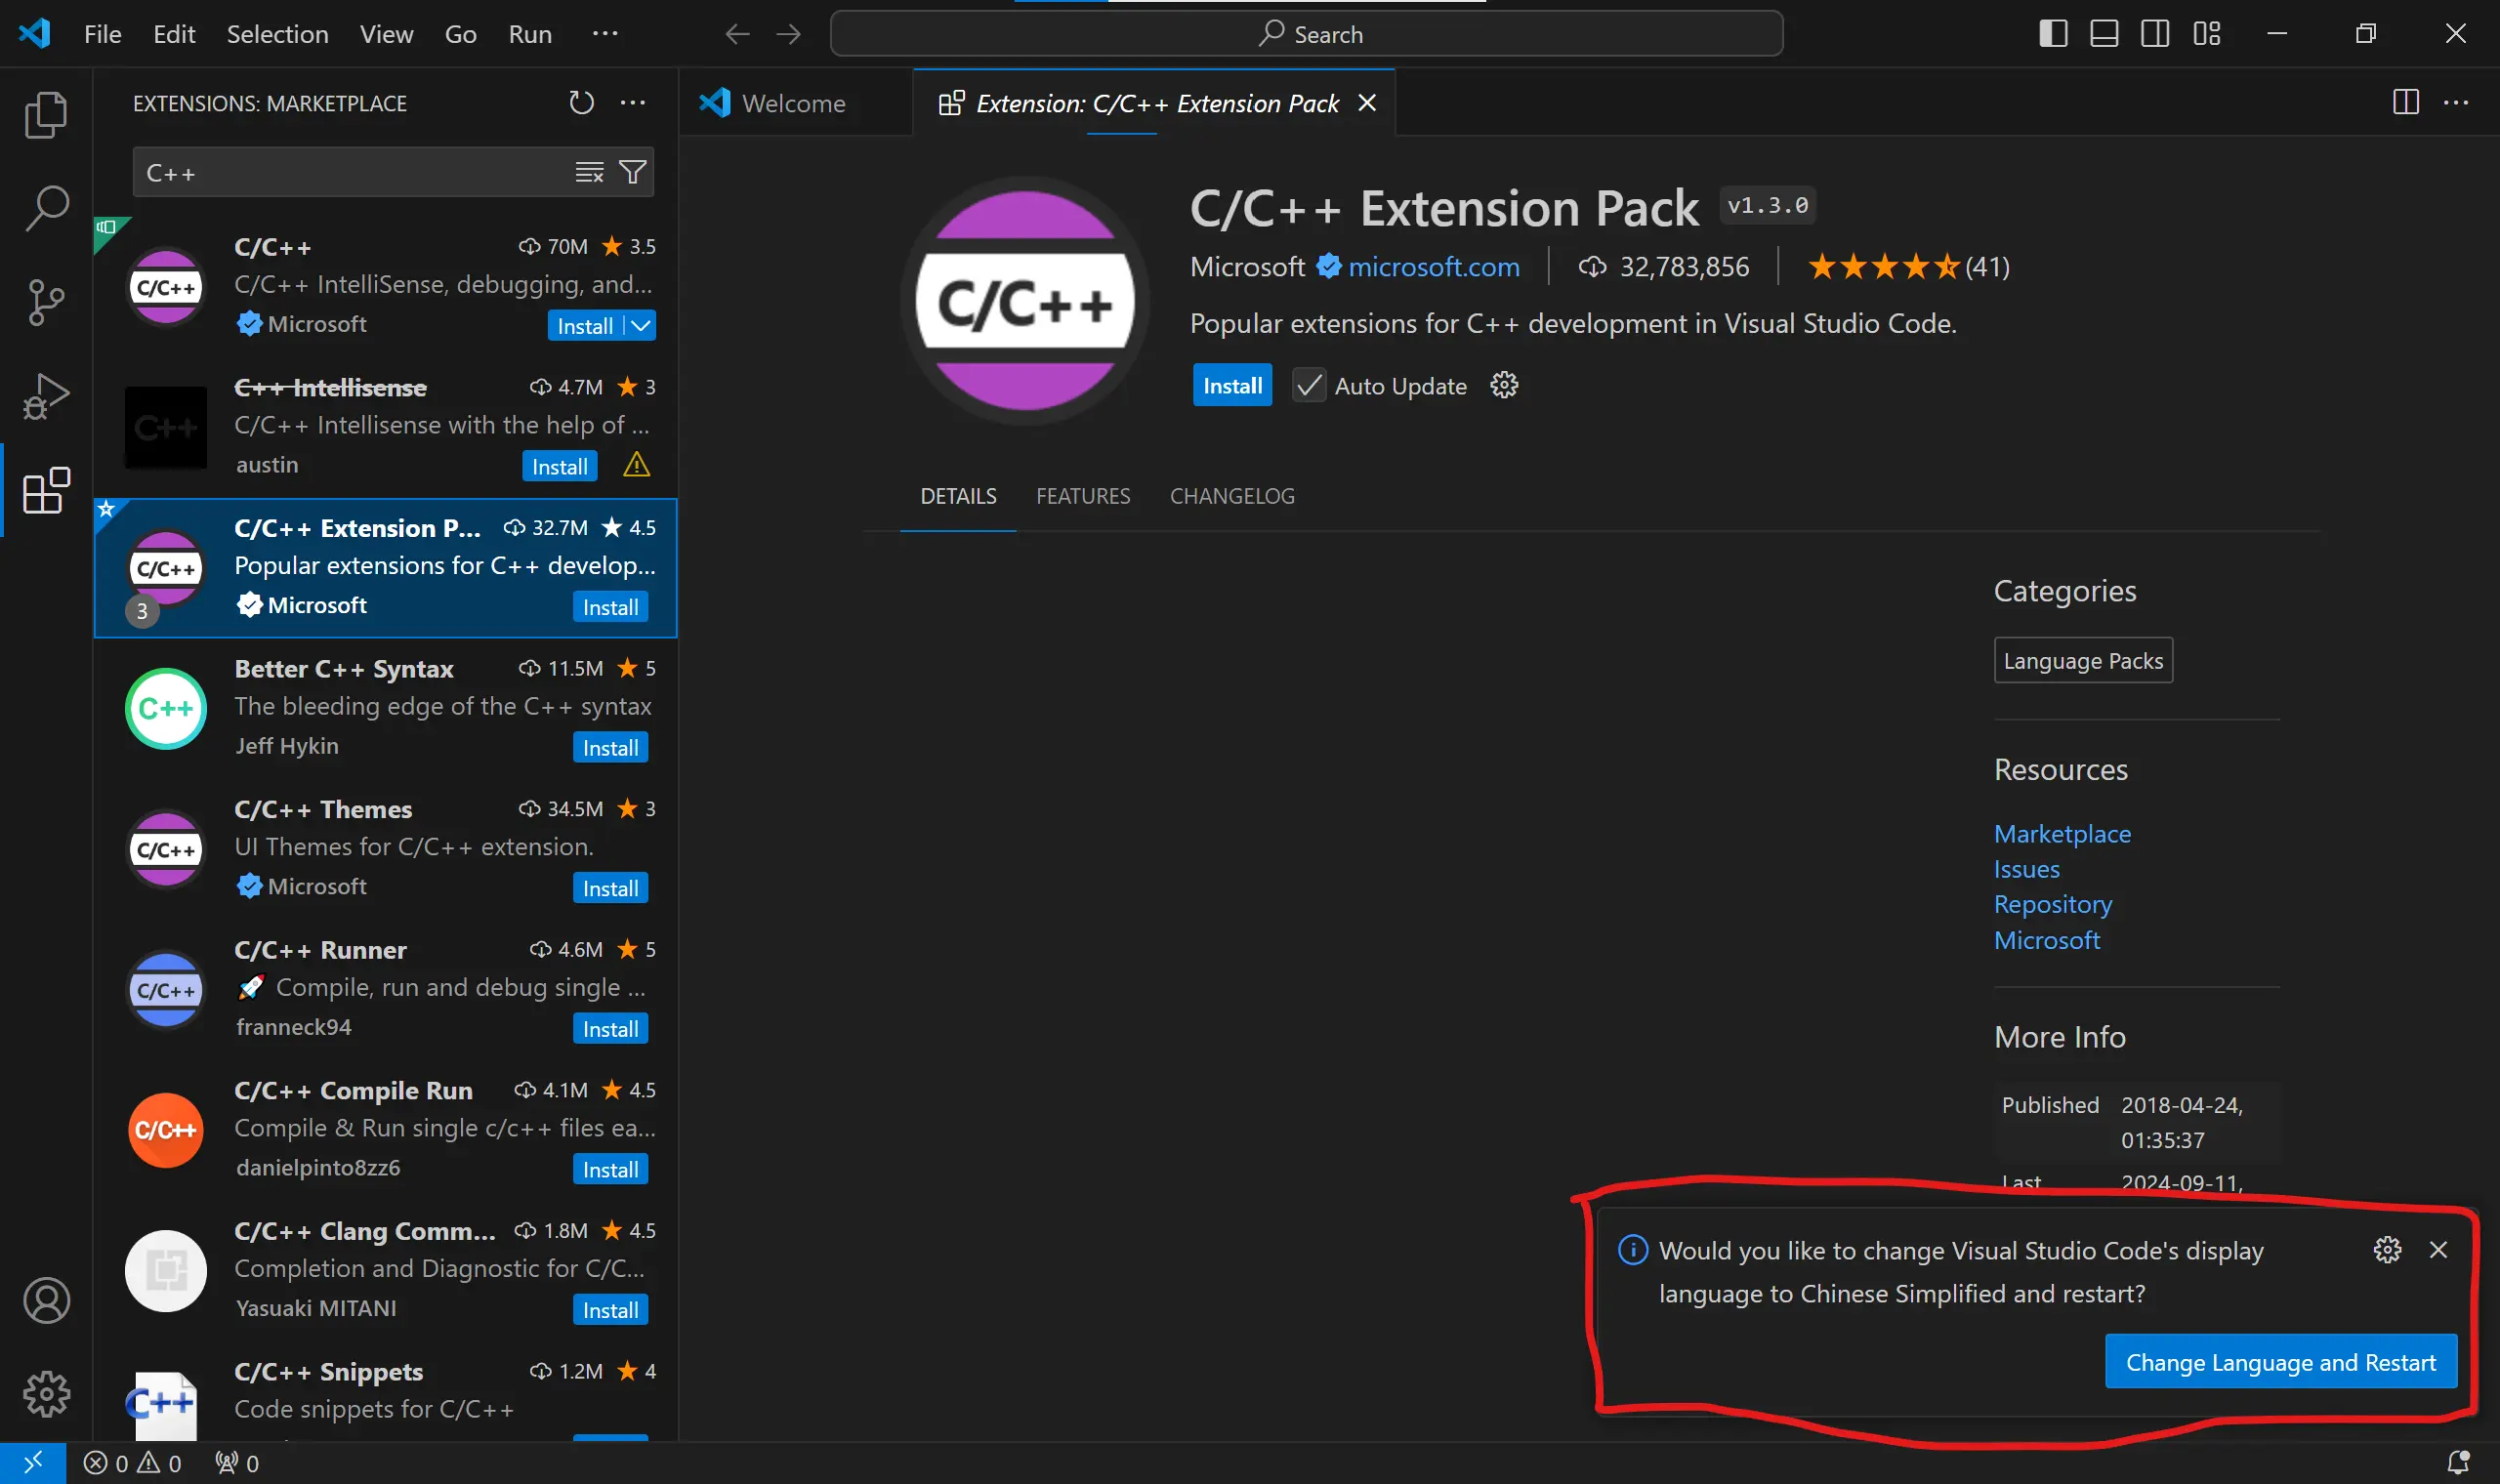 File Edit Selection View Go Run ···
Search
EXTENSIONS: MARKETPLACE
C++
C/C++ 70M 3.5
C/C++ IntelliSense, debugging, and...
Microsoft Install
C++ Intellisense 4.7M 3
C/C++ Intellisense with the help of ...
austin Install
C/C++ Extension P... 32.7M 4.5
Popular extensions for C++ develop...
Microsoft Install
3
Better C++ Syntax 11.5M 5
The bleeding edge of the C++ syntax
Jeff Hykin Install
C/C++ Themes 34.5M 3
UI Themes for C/C++ extension.
Microsoft Install
C/C++ Runner 4.6M 5
🚀 Compile, run and debug single ...
franneck94 Install
C/C++ Compile Run 4.1M 4.5
Compile & Run single c/c++ files ea...
danielpinto8zz6 Install
C/C++ Clang Comm... 1.8M 4.5
Completion and Diagnostic for C/C...
Yasuaki MITANI Install
C/C++ Snippets 1.2M 4
Code snippets for C/C++
Welcome
Extension: C/C++ Extension Pack
C/C++
C/C++ Extension Pack v1.3.0
Microsoft microsoft.com 32,783,856 (41)
Popular extensions for C++ development in Visual Studio Code.
Install Auto Update
DETAILS FEATURES CHANGELOG
Categories
Language Packs
Resources
Marketplace
Issues
Repository
Microsoft
More Info
Published 2018-04-24,
01:35:37
Last 2024-09-11,
Would you like to change Visual Studio Code's display
language to Chinese Simplified and restart?
Change Language and Restart
0 0 0